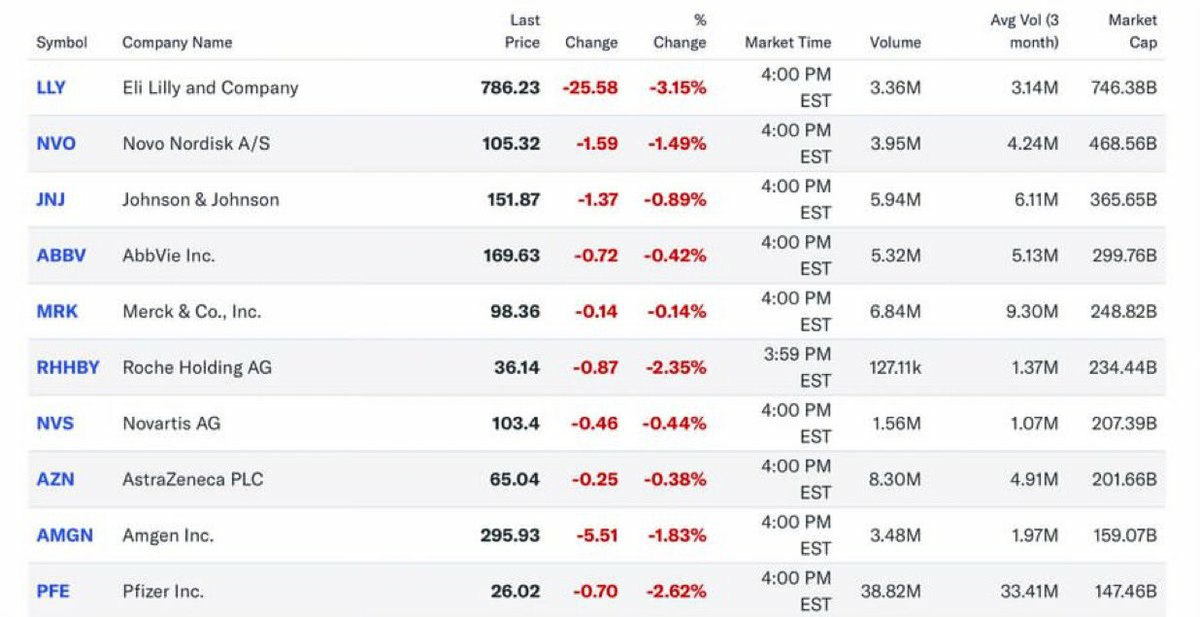 Symbol Company Name Last Price Change % Change Market Time Volume Avg Vol (3 month) Market Cap
LLY Eli Lilly and Company 786.23 -25.58 -3.15% 4:00 PM EST 3.36M 3.14M 746.38B
NVO Novo Nordisk A/S 105.32 -1.59 -1.49% 4:00 PM EST 3.95M 4.24M 468.56B
JNJ Johnson & Johnson 151.87 -1.37 -0.89% 4:00 PM EST 5.94M 6.11M 365.65B
ABBV AbbVie Inc. 169.63 -0.72 -0.42% 4:00 PM EST 5.32M 5.13M 299.76B
MRK Merck & Co., Inc. 98.36 -0.14 -0.14% 4:00 PM EST 6.84M 9.30M 248.82B
RHHBY Roche Holding AG 36.14 -0.87 -2.35% 3:59 PM EST 127.11k 1.37M 234.44B
NVS Novartis AG 103.4 -0.46 -0.44% 4:00 PM EST 1.56M 1.07M 207.39B
AZN AstraZeneca PLC 65.04 -0.25 -0.38% 4:00 PM EST 8.30M 4.91M 201.66B
AMGN Amgen Inc. 295.93 -5.51 -1.83% 4:00 PM EST 3.48M 1.97M 159.07B
PFE Pfizer Inc. 26.02 -0.70 -2.62% 4:00 PM EST 38.82M 33.41M 147.46B